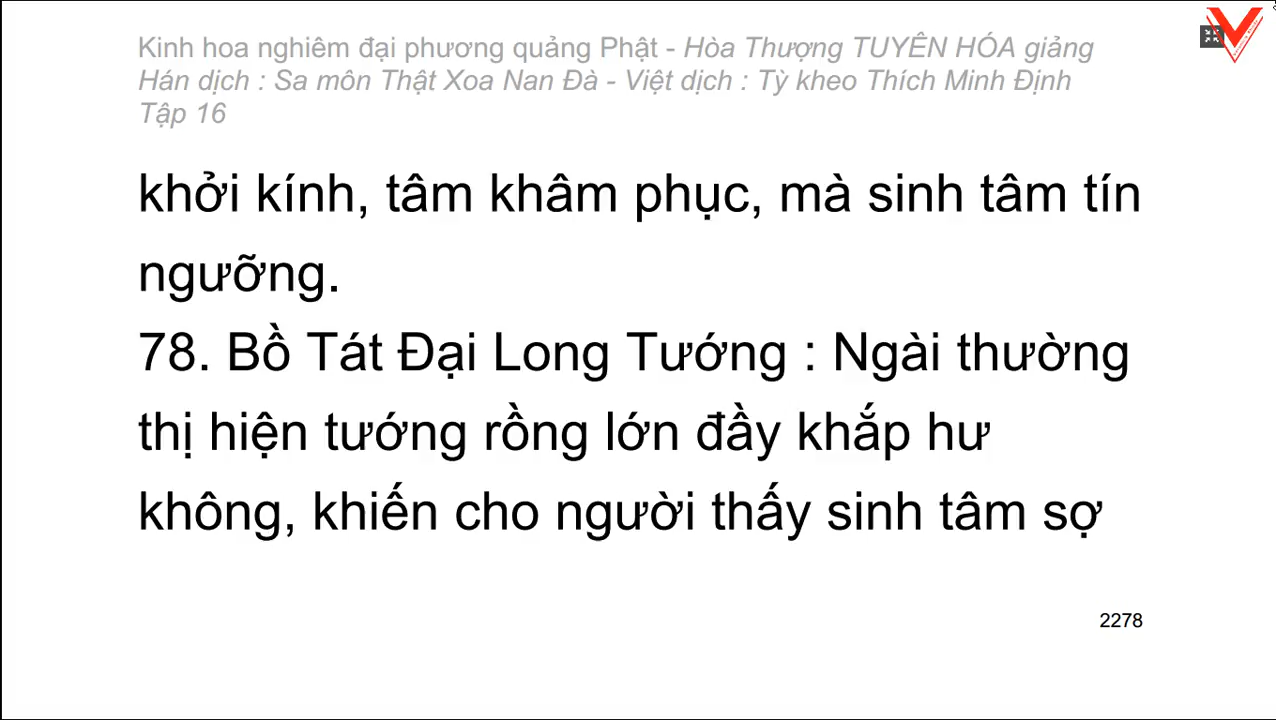 Kinh hoa nghiêm đại phương quảng Phật - Hòa Thượng TUYÊN HÓA giảng
Hán dịch : Sa môn Thật Xoa Nan Đà - Việt dịch : Tỳ kheo Thích Minh Định
Tập 16
khởi kính, tâm khâm phục, mà sinh tâm tín
ngưỡng.
78. Bồ Tát Đại Long Tướng : Ngài thường
thị hiện tướng rồng lớn đầy khắp hư
không, khiến cho người thấy sinh tâm sợ
2278